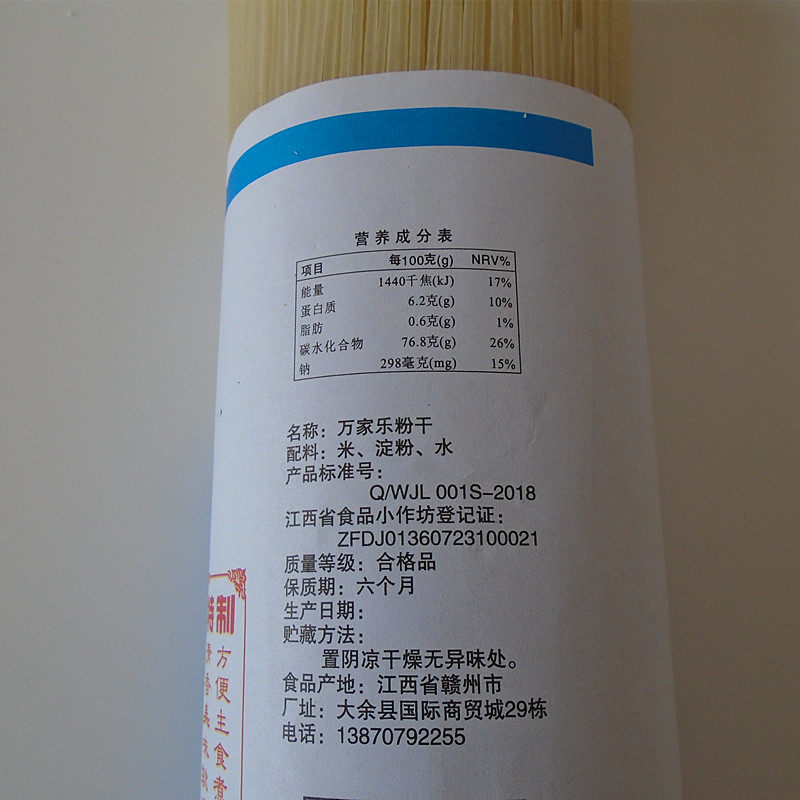 营养成分表
项目 每100克(g) NRV%
能量 1440千焦(kJ) 17%
蛋白质 6.2克(g) 10%
脂肪 0.6克(g) 1%
碳水化合物 76.8克(g) 26%
钠 298毫克(mg) 15%
名称：万家乐粉干
配料：米、淀粉、水
产品标准号：
Q/WJL 001S-2018
江西省食品小作坊登记证：
ZFDJ01360723100021
质量等级：合格品
保质期：六个月
生产日期：
贮藏方法：
置阴凉干燥无异味处。
食品产地：江西省赣州市
厂址：大余县国际商贸城29栋
电话：13870792255
特制
方便主食煮
香美味